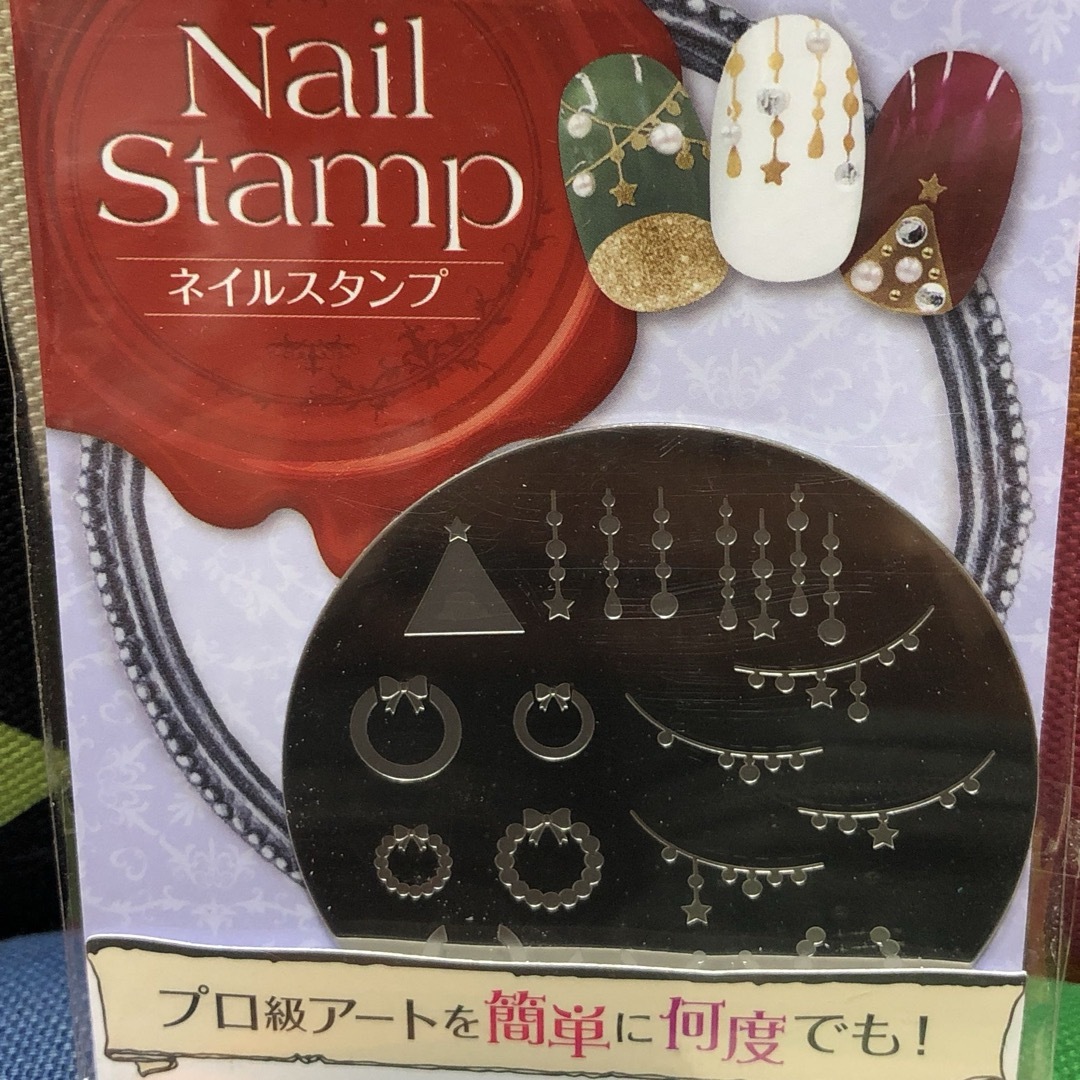 Nail
Stamp
ネイルスタンプ
プロ級アートを簡単に何度でも！